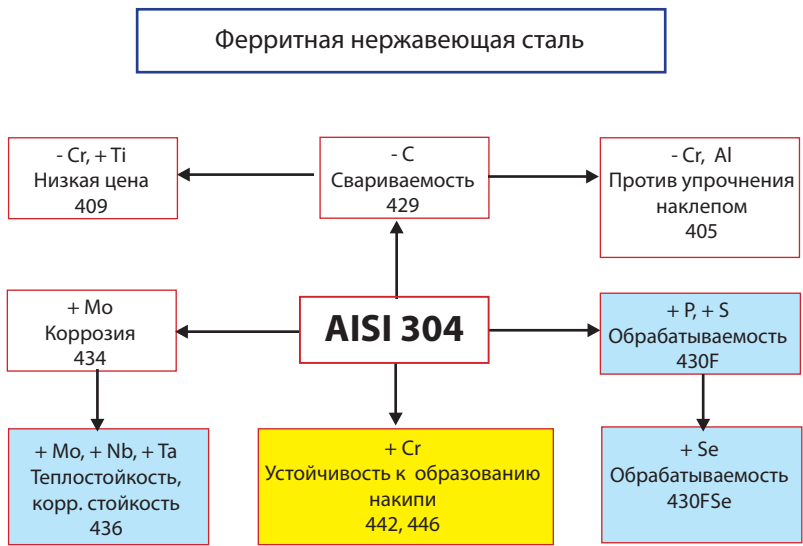 Ферритная нержавеющая сталь
- Cr, + Ti
Низкая цена
409
- C
Свариваемость
429
- Cr, Al
Против упрочнения
наклепом
405
+ Mo
Коррозия
434
AISI 304
+ P, + S
Обрабатываемость
430F
+ Mo, + Nb, + Ta
Теплостойкость,
корр. стойкость
436
+ Cr
Устойчивость к образованию
накипи
442, 446
+ Se
Обрабатываемость
430FSe